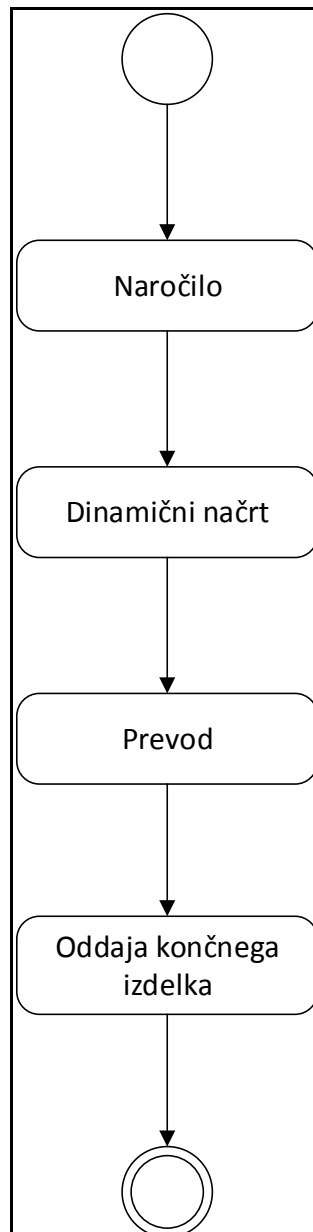 Naročilo
Dinamični načrt
Prevod
Oddaja končnega
izdelka